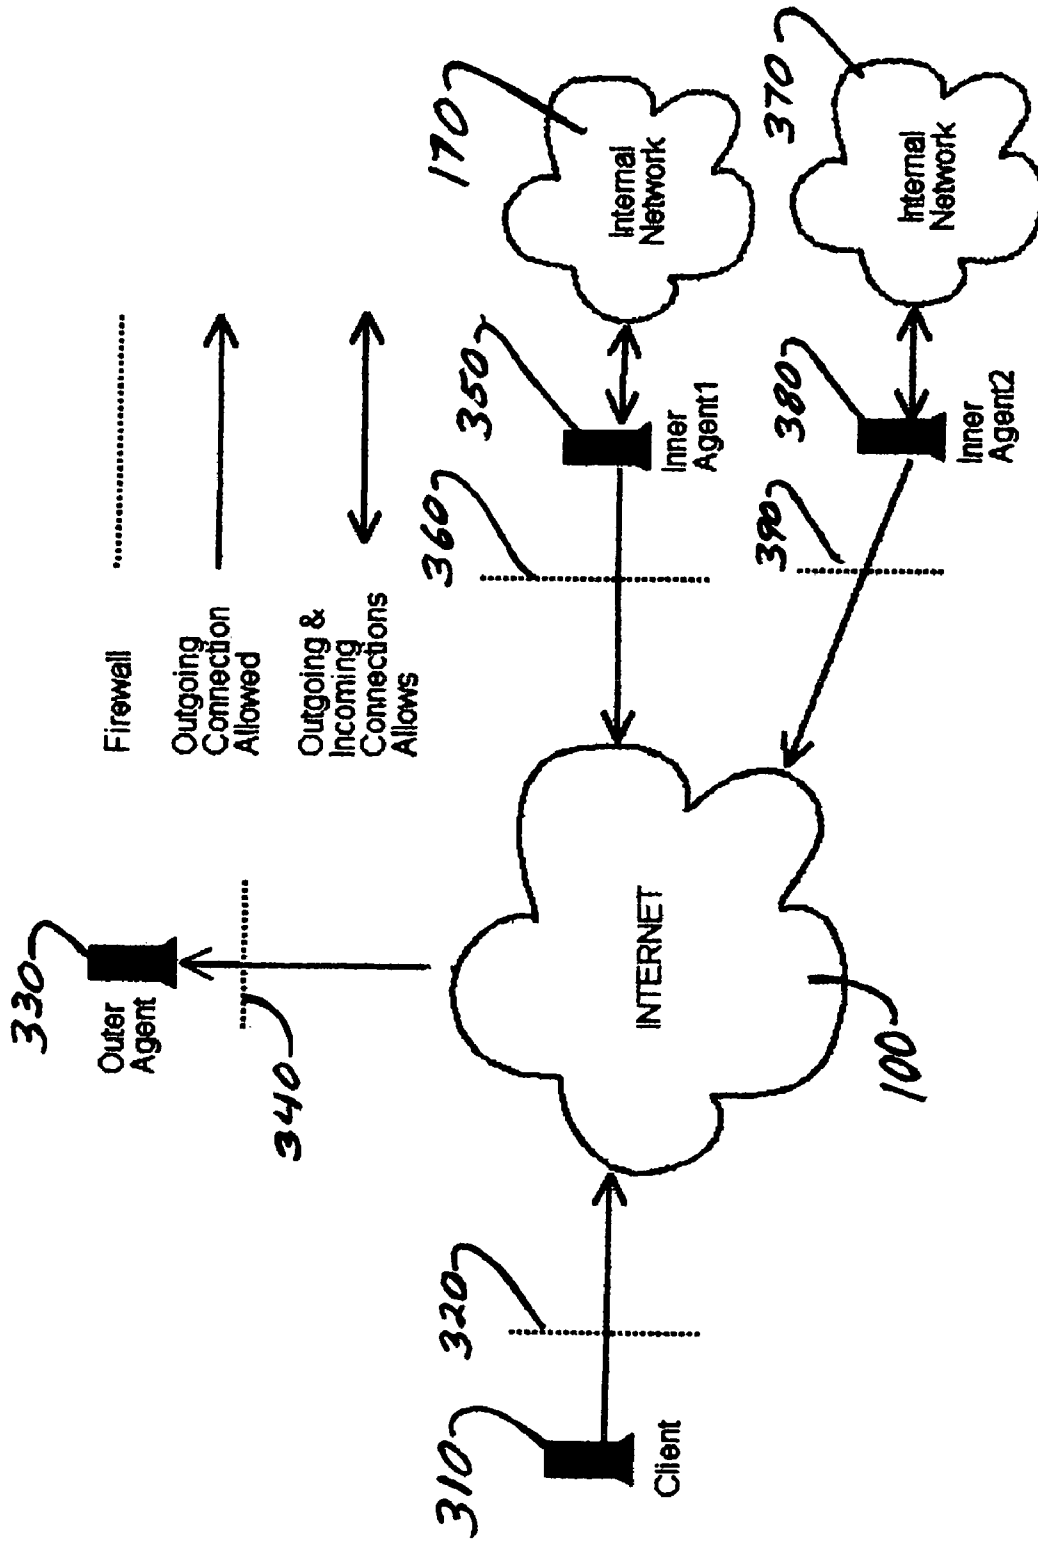 330
Outer
Agent
340
Firewall
Outgoing
Connection
Allowed
Outgoing &
Incoming
Connections
Allows
310
Client
320
INTERNET
100
360
350
Inner
Agent1
170
Internal
Network
390
380
Inner
Agent2
370
Internal
Network